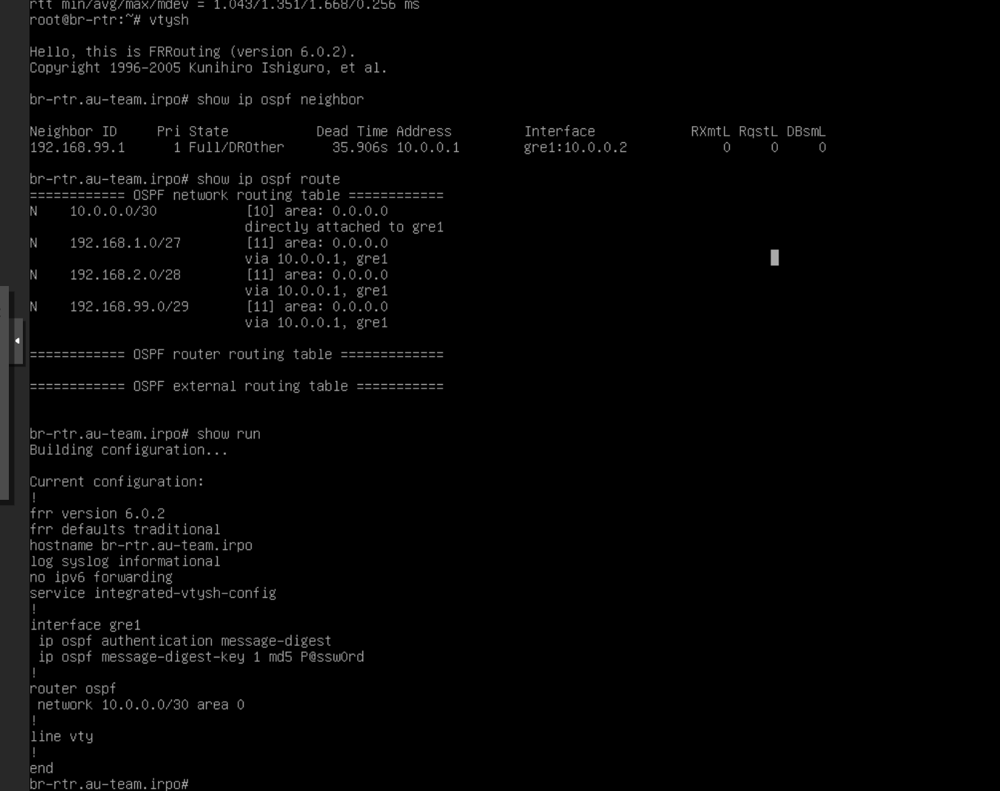 rtt min/avg/max/mdev = 1.043/1.351/1.668/0.256 ms
root@br-rtr:~# vtysh
Hello, this is FRRouting (version 6.0.2).
Copyright 1996-2005 Kunihiro Ishiguro, et al.
br-rtr.au-team.irpo# show ip ospf neighbor
Neighbor ID     Pri State           Dead Time Address         Interface            RXmtL RqstL DBsmL
192.168.99.1      1 Full/DROther      35.906s 10.0.0.1        gre1:10.0.0.2            0     0     0
br-rtr.au-team.irpo# show ip ospf route
============ OSPF network routing table ============
N    10.0.0.0/30           [10] area: 0.0.0.0
                           directly attached to gre1
N    192.168.1.0/27        [11] area: 0.0.0.0
                           via 10.0.0.1, gre1
N    192.168.2.0/28        [11] area: 0.0.0.0
                           via 10.0.0.1, gre1
N    192.168.99.0/29       [11] area: 0.0.0.0
                           via 10.0.0.1, gre1
============ OSPF router routing table =============
============ OSPF external routing table ===========
br-rtr.au-team.irpo# show run
Building configuration...
Current configuration:
!
frr version 6.0.2
frr defaults traditional
hostname br-rtr.au-team.irpo
log syslog informational
no ipv6 forwarding
service integrated-vtysh-config
!
interface gre1
 ip ospf authentication message-digest
 ip ospf message-digest-key 1 md5 P@ssw0rd
!
router ospf
 network 10.0.0.0/30 area 0
!
line vty
!
end
br-rtr.au-team.irpo#